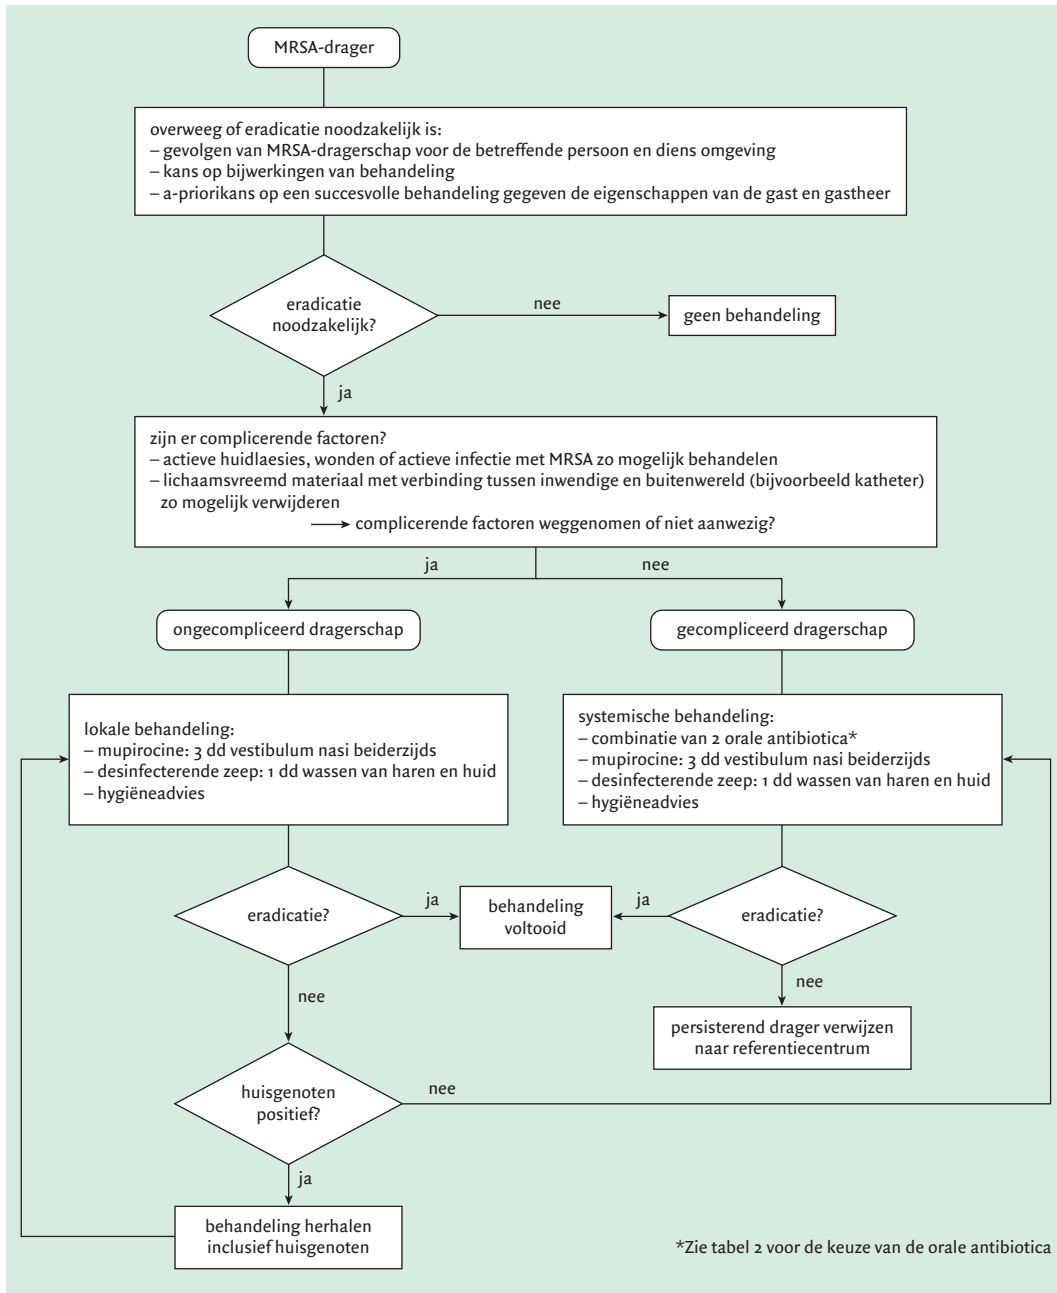 MRSA-drager
overweeg of eradicatie noodzakelijk is:
– gevolgen van MRSA-dragerschap voor de betreffende persoon en diens omgeving
– kans op bijwerkingen van behandeling
– a-priorikans op een succesvolle behandeling gegeven de eigenschappen van de gast en gastheer
eradicatie
noodzakelijk?
nee
geen behandeling
ja
zijn er complicerende factoren?
– actieve huidlaesies, wonden of actieve infectie met MRSA zo mogelijk behandelen
– lichaamsvreemd materiaal met verbinding tussen inwendige en buitenwereld (bijvoorbeeld katheter)
zo mogelijk verwijderen
complicerende factoren weggenomen of niet aanwezig?
ja
nee
ongecompliceerd dragerschap
gecompliceerd dragerschap
lokale behandeling:
– mupirocine: 3 dd vestibulum nasi beiderzijds
– desinfecterende zeep: 1 dd wassen van haren en huid
– hygiëneadvies
systemische behandeling:
– combinatie van 2 orale antibiotica*
– mupirocine: 3 dd vestibulum nasi beiderzijds
– desinfecterende zeep: 1 dd wassen van haren en huid
– hygiëneadvies
eradicatie?
ja
behandeling
voltooid
ja
eradicatie?
nee
nee
persisterend drager verwijzen
naar referentiecentrum
huisgenoten
positief?
nee
ja
behandeling herhalen
inclusief huisgenoten
*Zie tabel 2 voor de keuze van de orale antibiotica